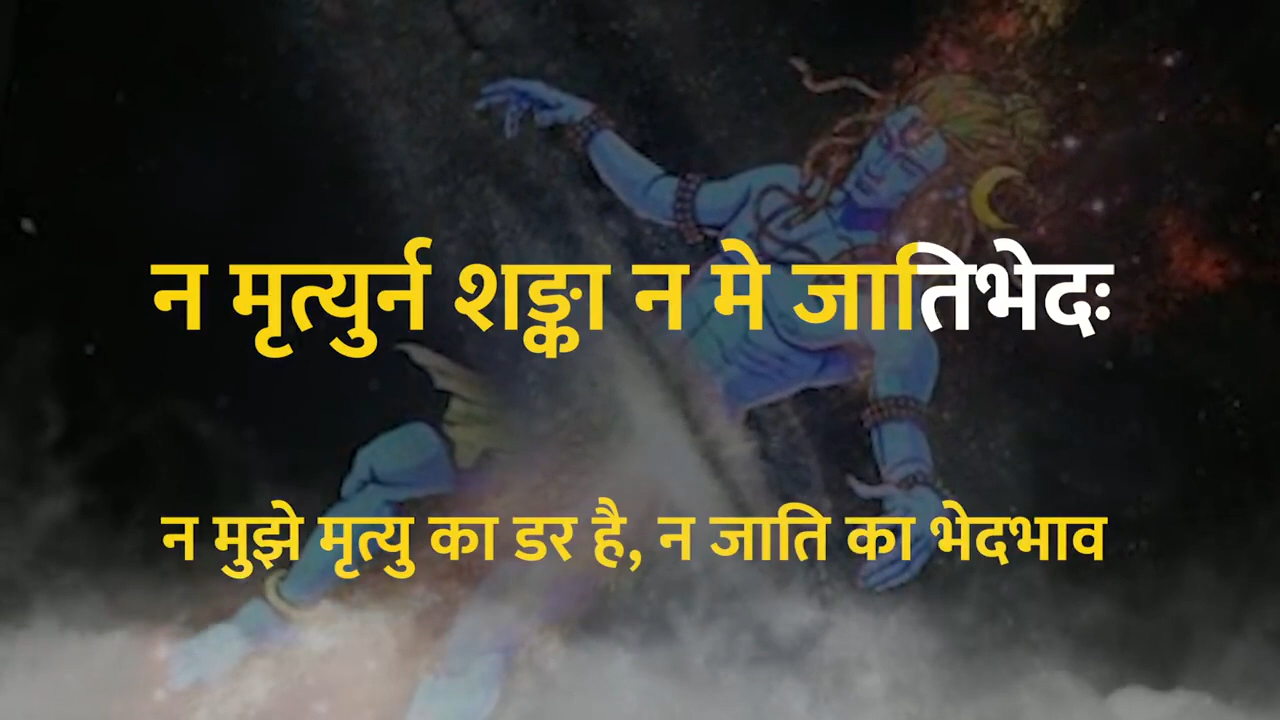 न मृत्युर्न शङ्का न मे जातिभेदः
न मुझे मृत्यु का डर है, न जाति का भेदभाव